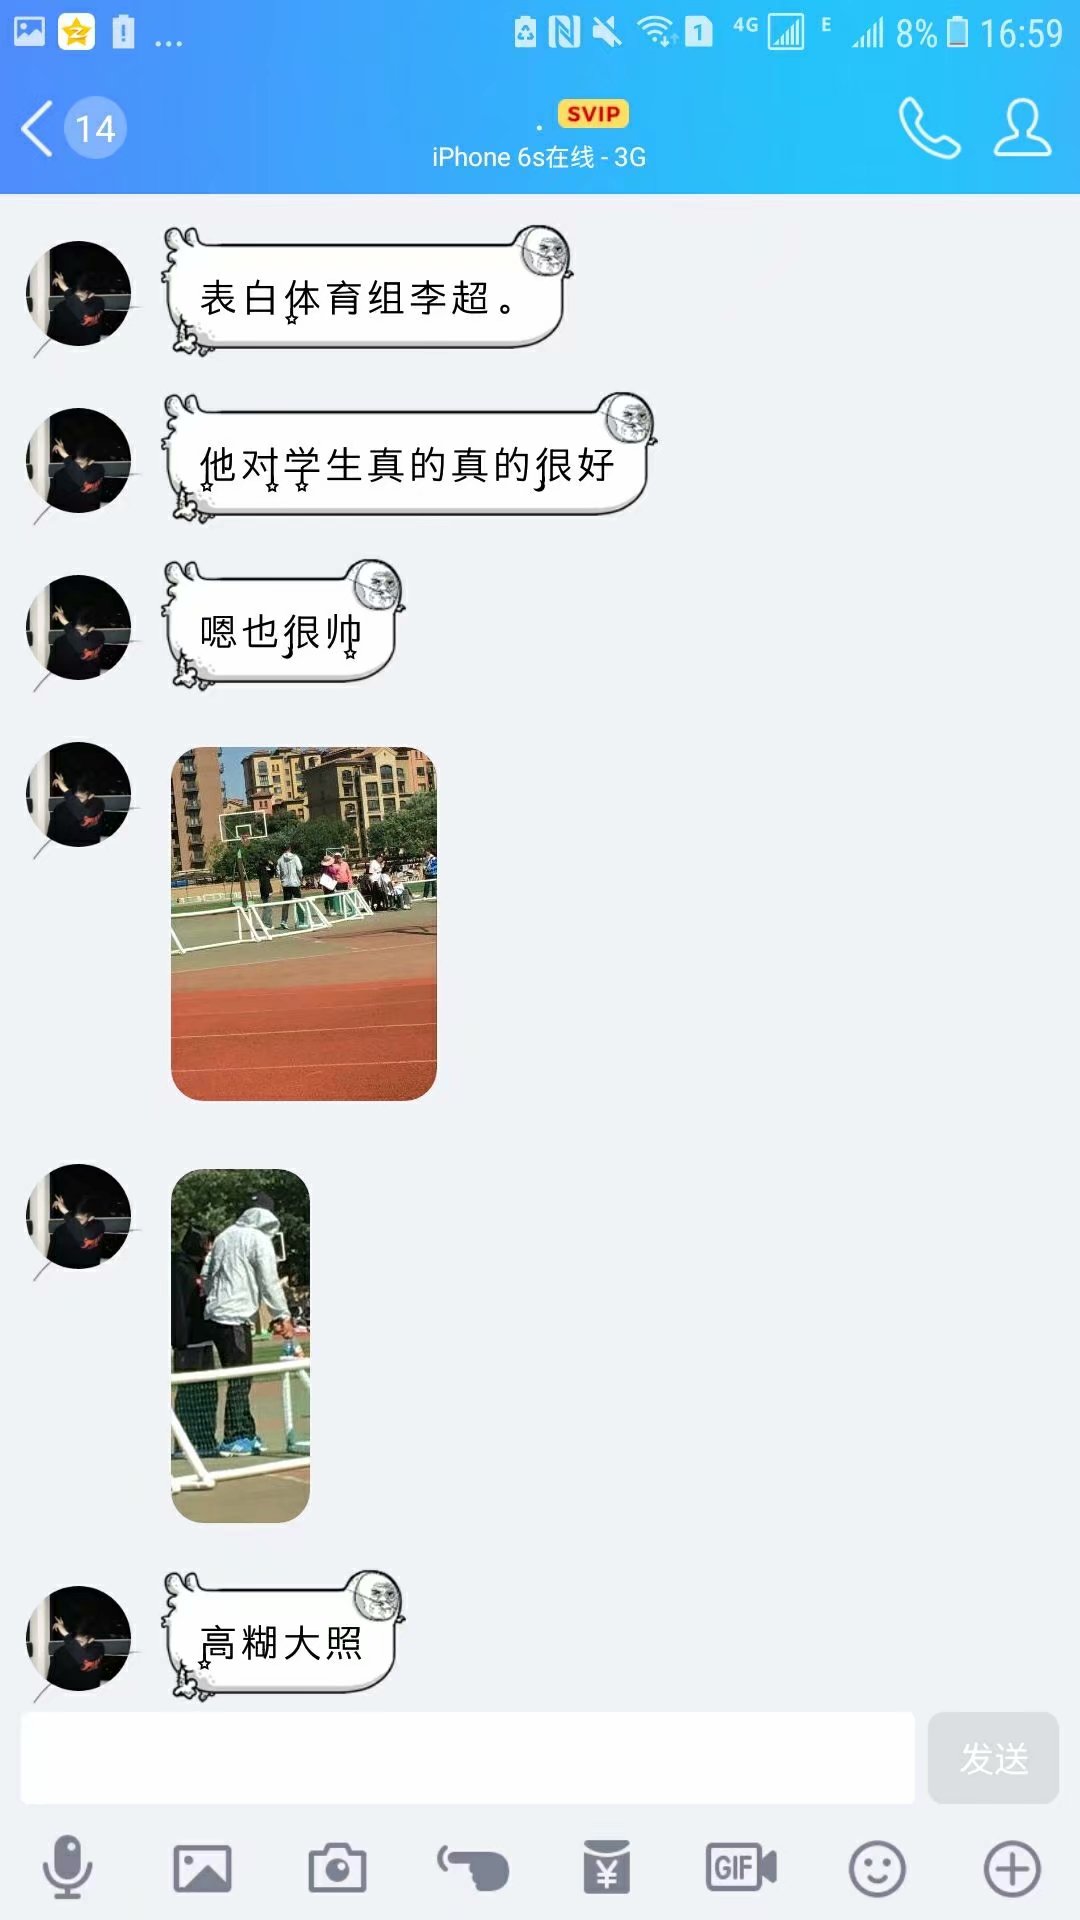 4G E 8% 16:59
14
. SVIP
iPhone 6s在线 - 3G
表白体育组李超。
他对学生真的真的很好
嗯也很帅
高糊大照
发送
GIF